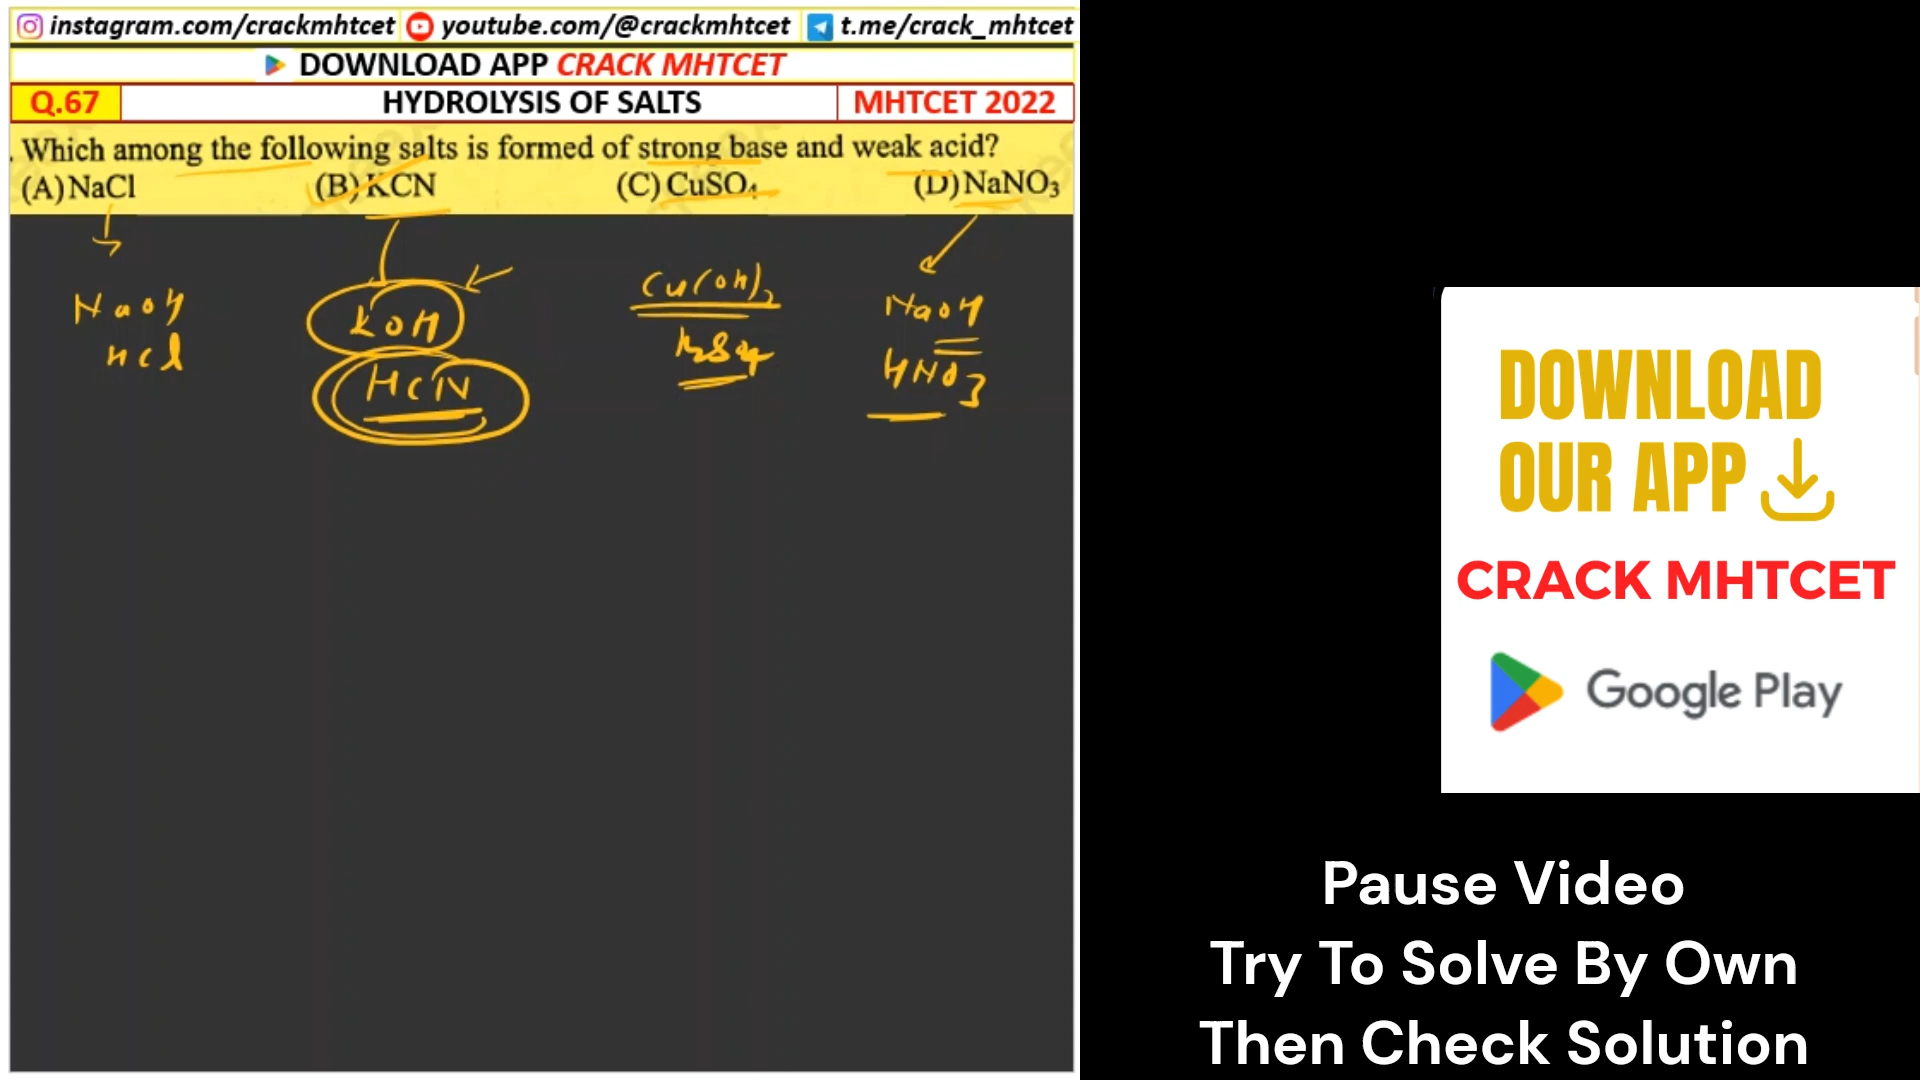 instagram.com/crackmhtcet youtube.com/@crackmhtcet t.me/crack_mhtcet
DOWNLOAD APP CRACK MHTCET
Q.67 HYDROLYSIS OF SALTS MHTCET 2022
. Which among the following salts is formed of strong base and weak acid?
(A) NaCl (B) KCN (C) CuSO₄ (D) NaNO₃
NaOH KOH Cu(OH)₂ NaOH
HCl HCN H₂SO₄ HNO₃
DOWNLOAD
OUR APP
CRACK MHTCET
Google Play
Pause Video
Try To Solve By Own
Then Check Solution